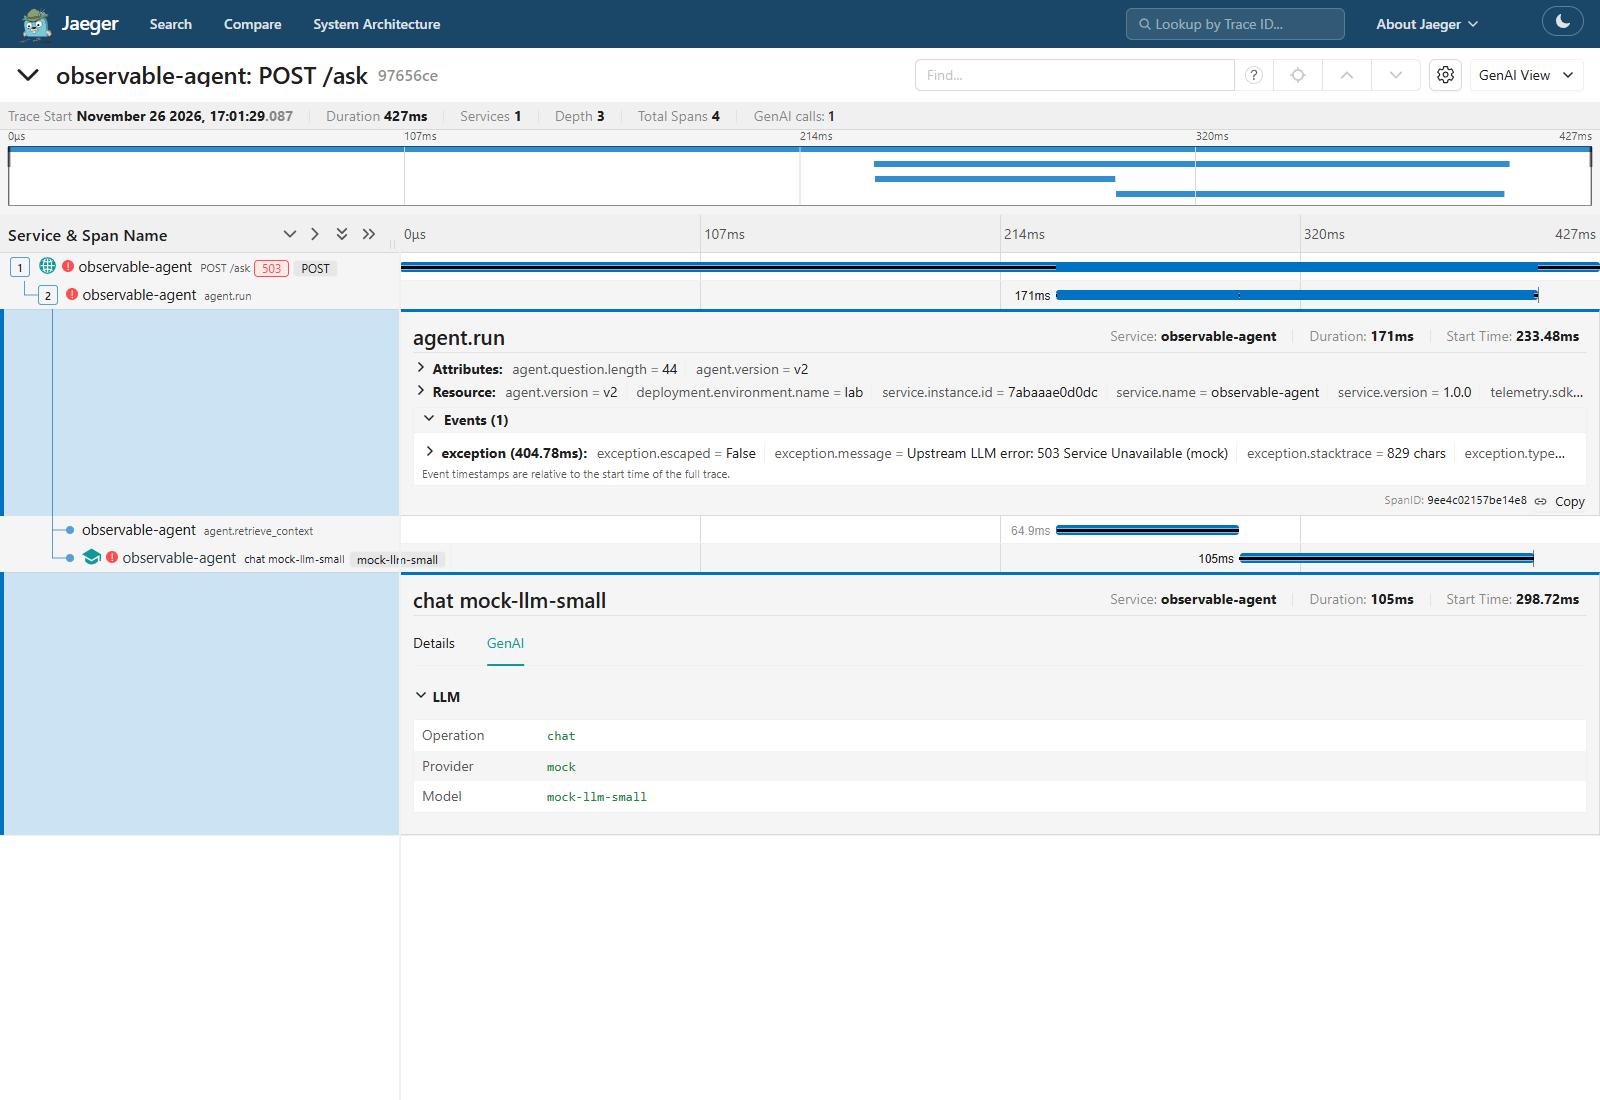 Jaeger Search Compare System Architecture Lookup by Trace ID... About Jaeger
observable-agent: POST /ask 97656ce Find... ? GenAI View
Trace Start November 26 2026, 17:01:29.087 Duration 427ms Services 1 Depth 3 Total Spans 4 GenAI calls: 1
0μs 107ms 214ms 320ms 427ms
Service & Span Name 0μs 107ms 214ms 320ms 427ms
1 observable-agent POST /ask 503 POST
2 observable-agent agent.run 171ms
agent.run Service: observable-agent Duration: 171ms Start Time: 233.48ms
Attributes: agent.question.length = 44 agent.version = v2
Resource: agent.version = v2 deployment.environment.name = lab service.instance.id = 7abaaae0d0dc service.name = observable-agent service.version = 1.0.0 telemetry.sdk...
Events (1)
exception (404.78ms): exception.escaped = False exception.message = Upstream LLM error: 503 Service Unavailable (mock) exception.stacktrace = 829 chars exception.type...
Event timestamps are relative to the start time of the full trace.
SpanID: 9ee4c02157be14e8 Copy
observable-agent agent.retrieve_context 64.9ms
observable-agent chat mock-llm-small mock-llm-small 105ms
chat mock-llm-small Service: observable-agent Duration: 105ms Start Time: 298.72ms
Details GenAI
LLM
Operation chat
Provider mock
Model mock-llm-small